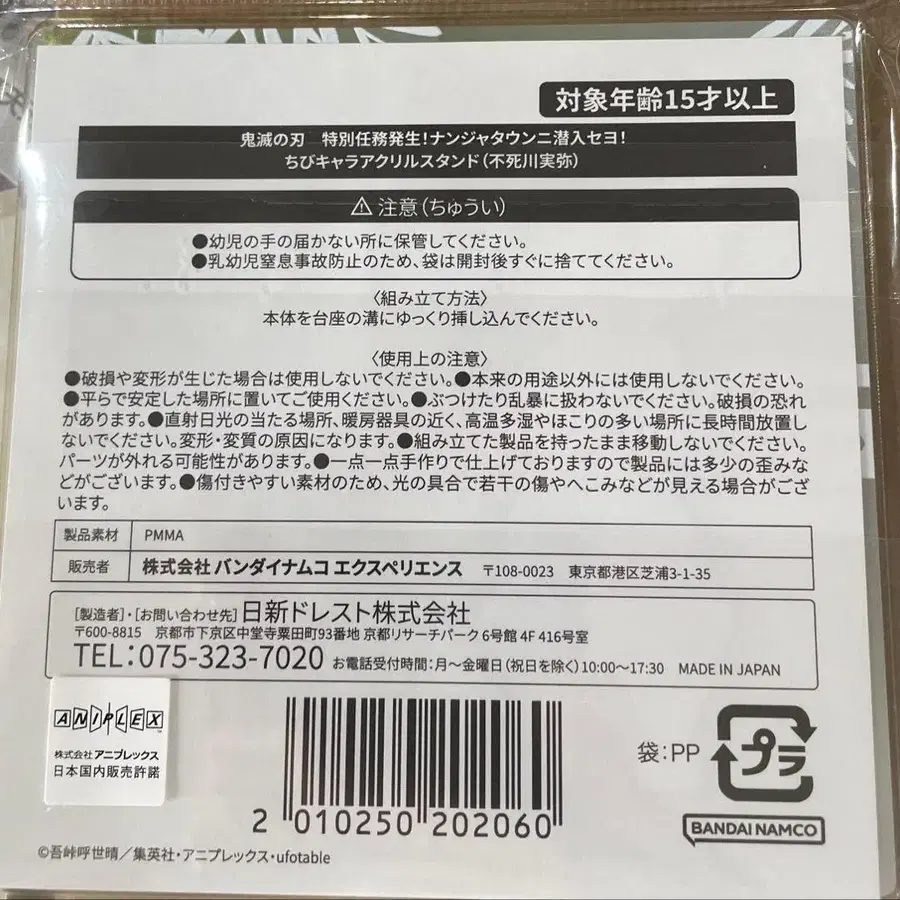 対象年齢15才以上
鬼滅の刃　特別任務発生!ナンジャタウンニ潜入セヨ!
ちびキャラアクリルスタンド(不死川実弥)
⚠注意(ちゅうい)
●幼児の手の届かない所に保管してください。
●乳幼児窒息事故防止のため、袋は開封後すぐに捨ててください。
〈組み立て方法〉
本体を台座の溝にゆっくり挿し込んでください。
〈使用上の注意〉
●破損や変形が生じた場合は使用しないでください。●本来の用途以外には使用しないでください。
●平らで安定した場所に置いてご使用ください。●ぶつけたり乱暴に扱わないでください。破損の恐れ
があります。●直射日光の当たる場所、暖房器具の近く、高温多湿やほこりの多い場所に長時間放置し
ないでください。変形・変質の原因になります。●組み立てた製品を持ったまま移動しないでください。
パーツが外れる可能性があります。●一点一点手作りで仕上げておりますので製品には多少の歪みな
どがございます。●傷付きやすい素材のため、光の具合で若干の傷やへこみなどが見える場合がござ
います。
製品素材 PMMA
販売者 株式会社 バンダイナムコ エクスペリエンス 〒108-0023 東京都港区芝浦3-1-35
[製造者]・[お問い合わせ先]日新ドレスト株式会社
〒600-8815 京都市下京区中堂寺粟田町93番地 京都リサーチパーク 6号館 4F 416号室
TEL:075-323-7020 お電話受付時間:月〜金曜日(祝日を除く)10:00〜17:30 MADE IN JAPAN
ANIPLEX
株式会社 アニプレックス
日本国内販売許諾
袋:PP
プラ
2 010250 202060
BANDAI NAMCO
©吾峠呼世晴/集英社・アニプレックス・ufotable